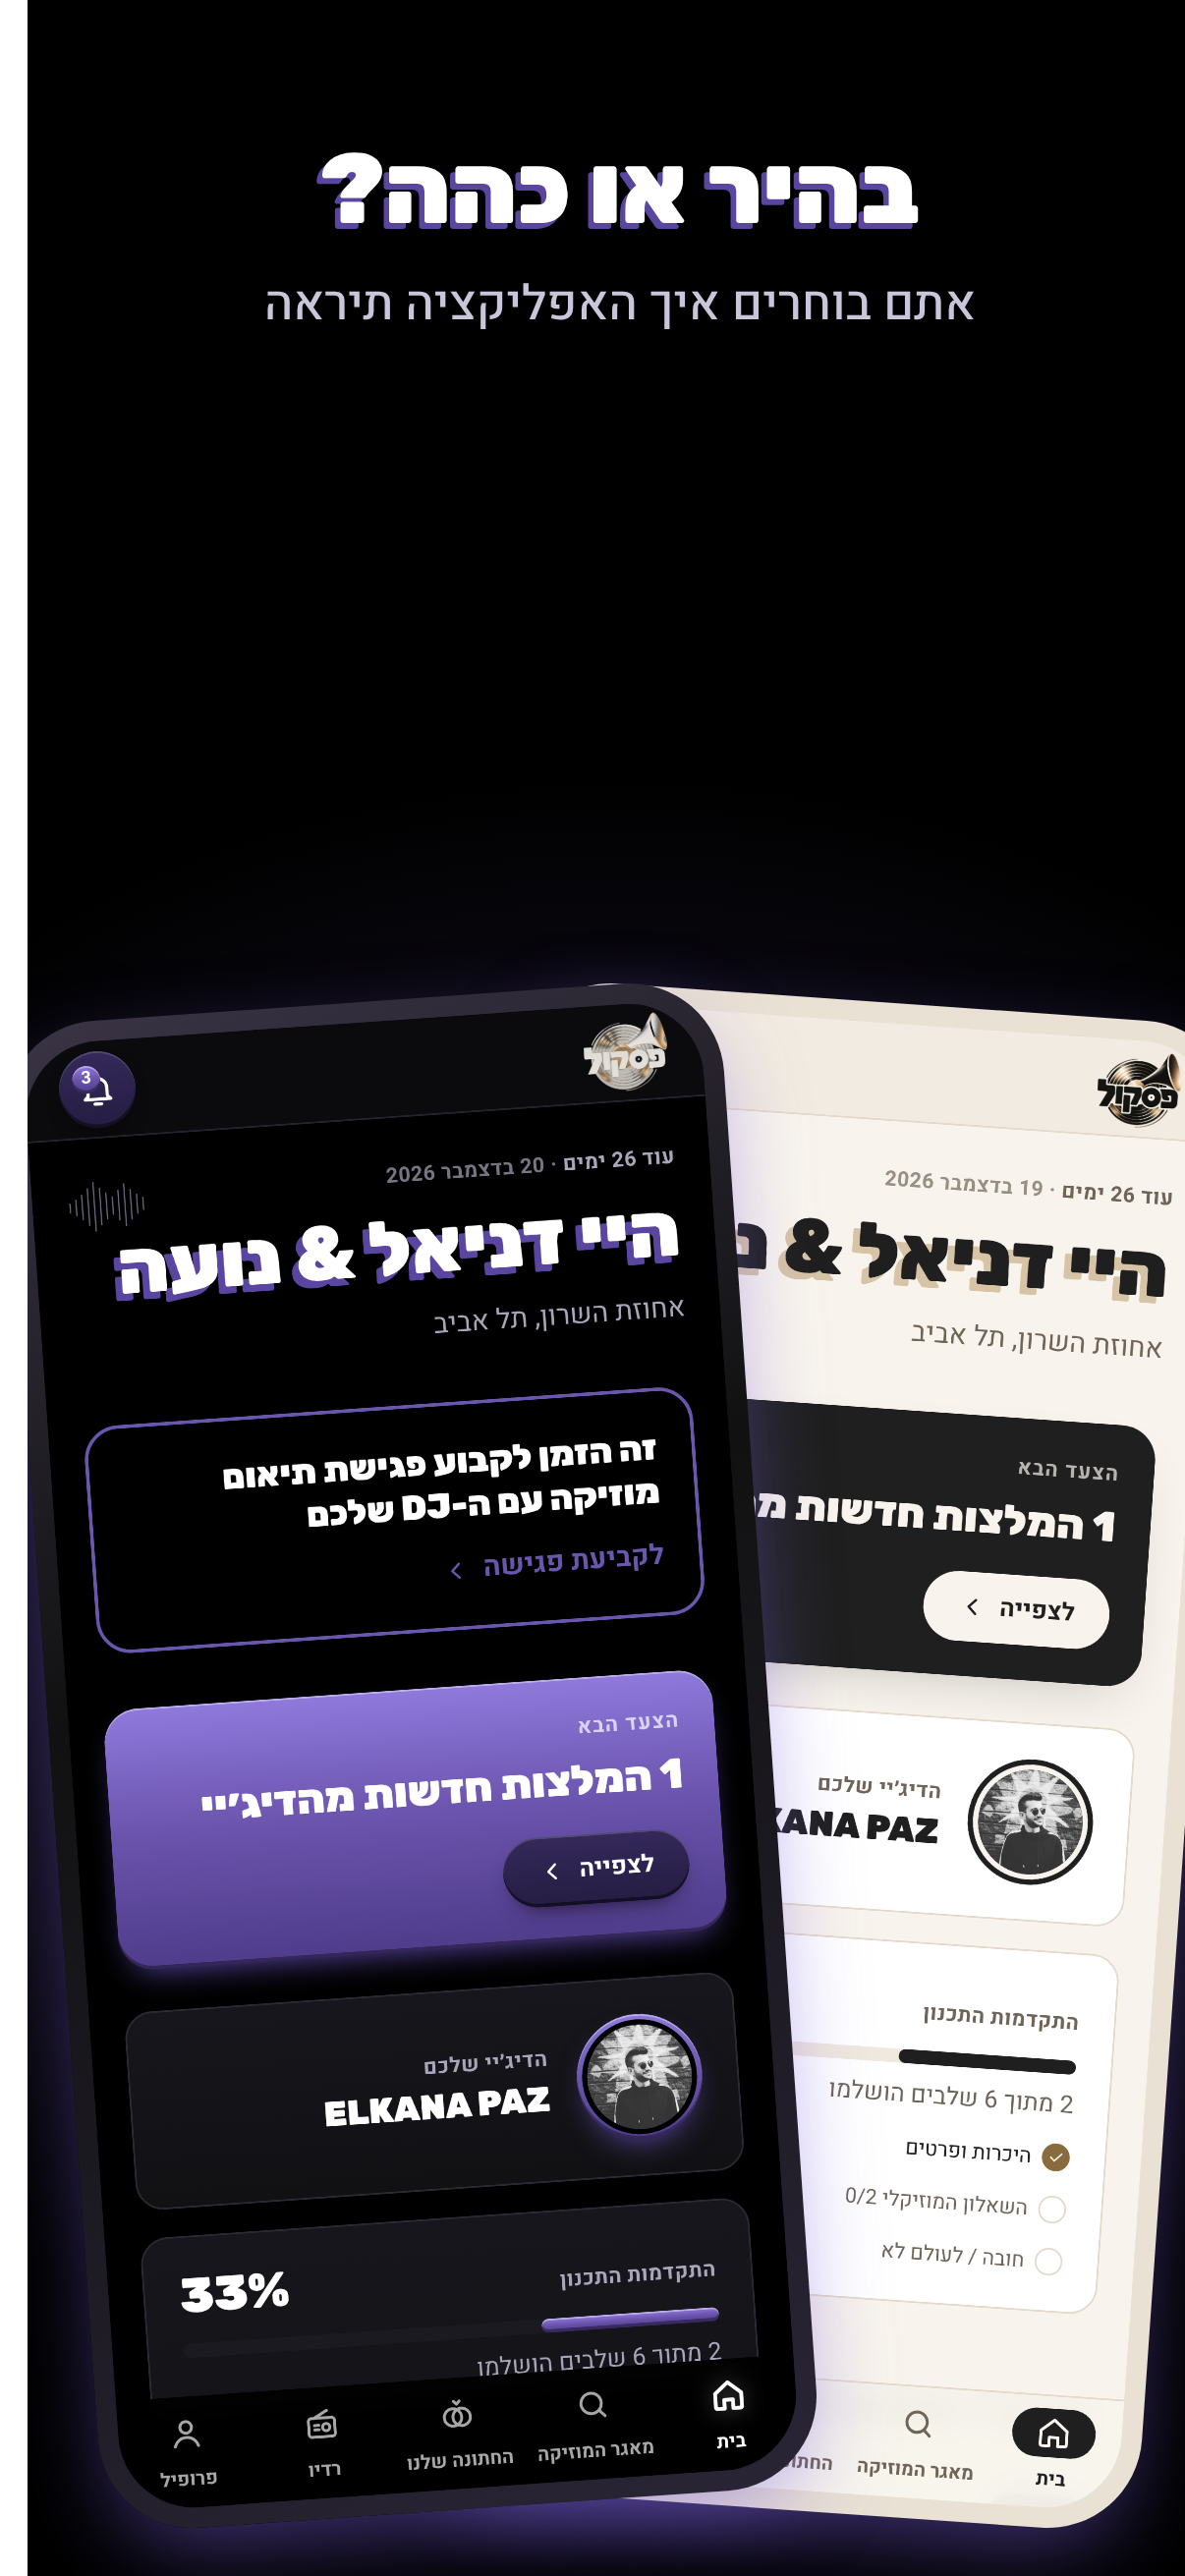 בהיר או כהה?
אתם בוחרים איך האפליקציה תיראה
פסקול
3
עוד 26 ימים · 20 בדצמבר 2026
היי דניאל & נועה
אחוזת השרון, תל אביב
זה הזמן לקבוע פגישת תיאום
מוזיקה עם ה-DJ שלכם
לקביעת פגישה
הצעד הבא
1 המלצות חדשות מהדיג׳יי
לצפייה
הדיג׳יי שלכם
ELKANA PAZ
התקדמות התכנון
33%
2 מתוך 6 שלבים הושלמו
בית
מאגר המוזיקה
החתונה שלנו
רדיו
פרופיל
פסקול
עוד 26 ימים · 19 בדצמבר 2026
היי דניאל &
אחוזת השרון, תל אביב
הצעד הבא
1 המלצות חדשות
לצפייה
הדיג׳יי שלכם
KANA PAZ
התקדמות התכנון
2 מתוך 6 שלבים הושלמו
היכרות ופרטים
השאלון המוזיקלי 0/2
חובה / לעולם לא
בית
מאגר המוזיקה